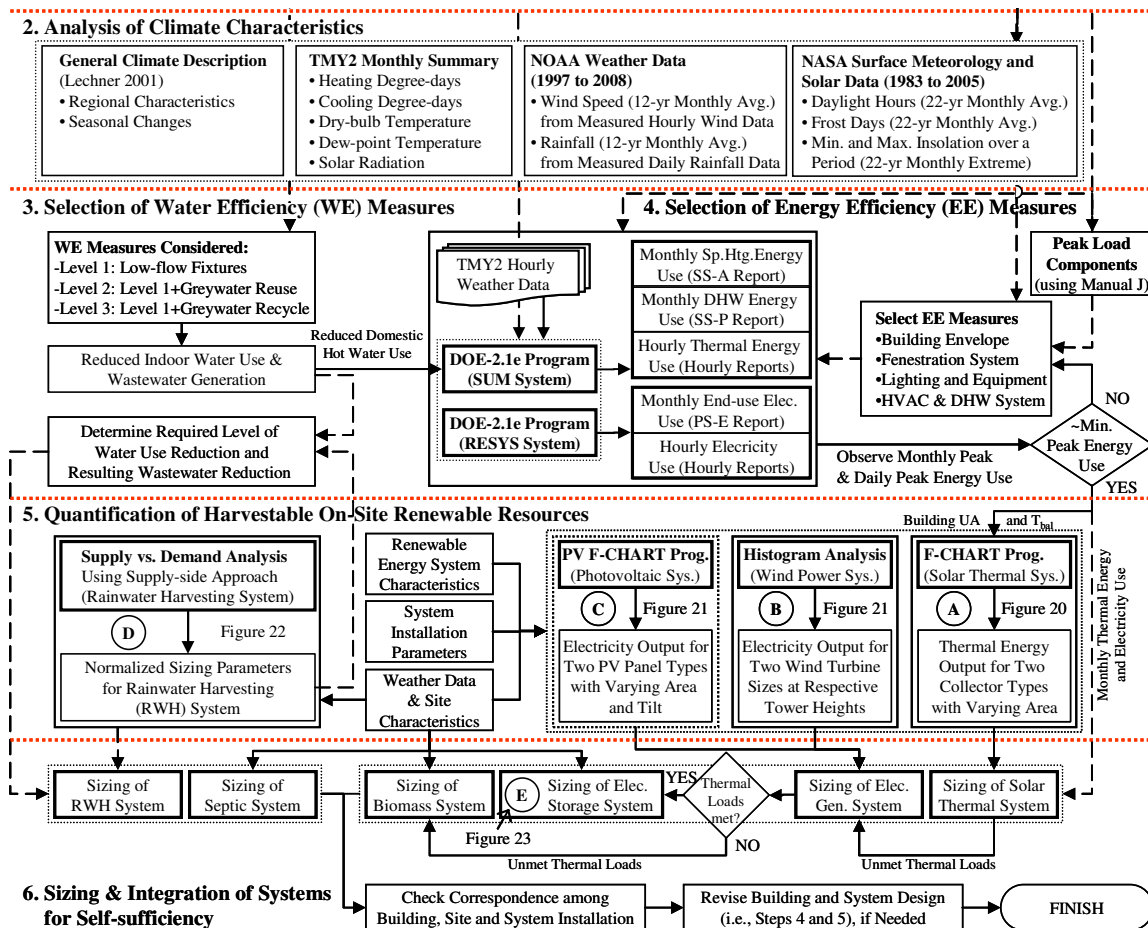 2. Analysis of Climate Characteristics
General Climate Description
(Lechner 2001)
• Regional Characteristics
• Seasonal Changes
TMY2 Monthly Summary
• Heating Degree-days
• Cooling Degree-days
• Dry-bulb Temperature
• Dew-point Temperature
• Solar Radiation
NOAA Weather Data
(1997 to 2008)
• Wind Speed (12-yr Monthly Avg.)
from Measured Hourly Wind Data
• Rainfall (12-yr Monthly Avg.)
from Measured Daily Rainfall Data
NASA Surface Meteorology and
Solar Data (1983 to 2005)
• Daylight Hours (22-yr Monthly Avg.)
• Frost Days (22-yr Monthly Avg.)
• Min. and Max. Insolation over a
Period (22-yr Monthly Extreme)
3. Selection of Water Efficiency (WE) Measures
WE Measures Considered:
-Level 1: Low-flow Fixtures
-Level 2: Level 1+Greywater Reuse
-Level 3: Level 1+Greywater Recycle
Reduced Indoor Water Use &
Wastewater Generation
Determine Required Level of
Water Use Reduction and
Resulting Wastewater Reduction
Reduced Domestic
Hot Water Use
4. Selection of Energy Efficiency (EE) Measures
TMY2 Hourly
Weather Data
DOE-2.1e Program
(SUM System)
DOE-2.1e Program
(RESYS System)
Monthly Sp.Htg.Energy
Use (SS-A Report)
Monthly DHW Energy
Use (SS-P Report)
Hourly Thermal Energy
Use (Hourly Reports)
Monthly End-use Elec.
Use (PS-E Report)
Hourly Elecricity
Use (Hourly Reports)
Peak Load
Components
(using Manual J)
Select EE Measures
•Building Envelope
•Fenestration System
•Lighting and Equipment
•HVAC & DHW System
NO
~Min.
Peak Energy
Use
YES
Observe Monthly Peak
& Daily Peak Energy Use
5. Quantification of Harvestable On-Site Renewable Resources
Building UA and Tbal
Monthly Thermal Energy
and Electricity Use
Supply vs. Demand Analysis
Using Supply-side Approach
(Rainwater Harvesting System)
D
Figure 22
Normalized Sizing Parameters
for Rainwater Harvesting
(RWH) System
Renewable
Energy System
Characteristics
System
Installation
Parameters
Weather Data
& Site
Characteristics
PV F-CHART Prog.
(Photovoltaic Sys.)
C
Figure 21
Electricity Output for
Two PV Panel Types
with Varying Area
and Tilt
Histogram Analysis
(Wind Power Sys.)
B
Figure 21
Electricity Output for
Two Wind Turbine
Sizes at Respective
Tower Heights
F-CHART Prog.
(Solar Thermal Sys.)
A
Figure 20
Thermal Energy
Output for Two
Collector Types
with Varying Area
Sizing of
RWH System
Sizing of
Septic System
Sizing of
Biomass System
E
Sizing of Elec.
Storage System
Figure 23
YES
Thermal
Loads
met?
NO
Sizing of Elec.
Gen. System
Sizing of Solar
Thermal System
Unmet Thermal Loads
Unmet Thermal Loads
6. Sizing & Integration of Systems
for Self-sufficiency
Check Correspondence among
Building, Site and System Installation
Revise Building and System Design
(i.e., Steps 4 and 5), if Needed
FINISH